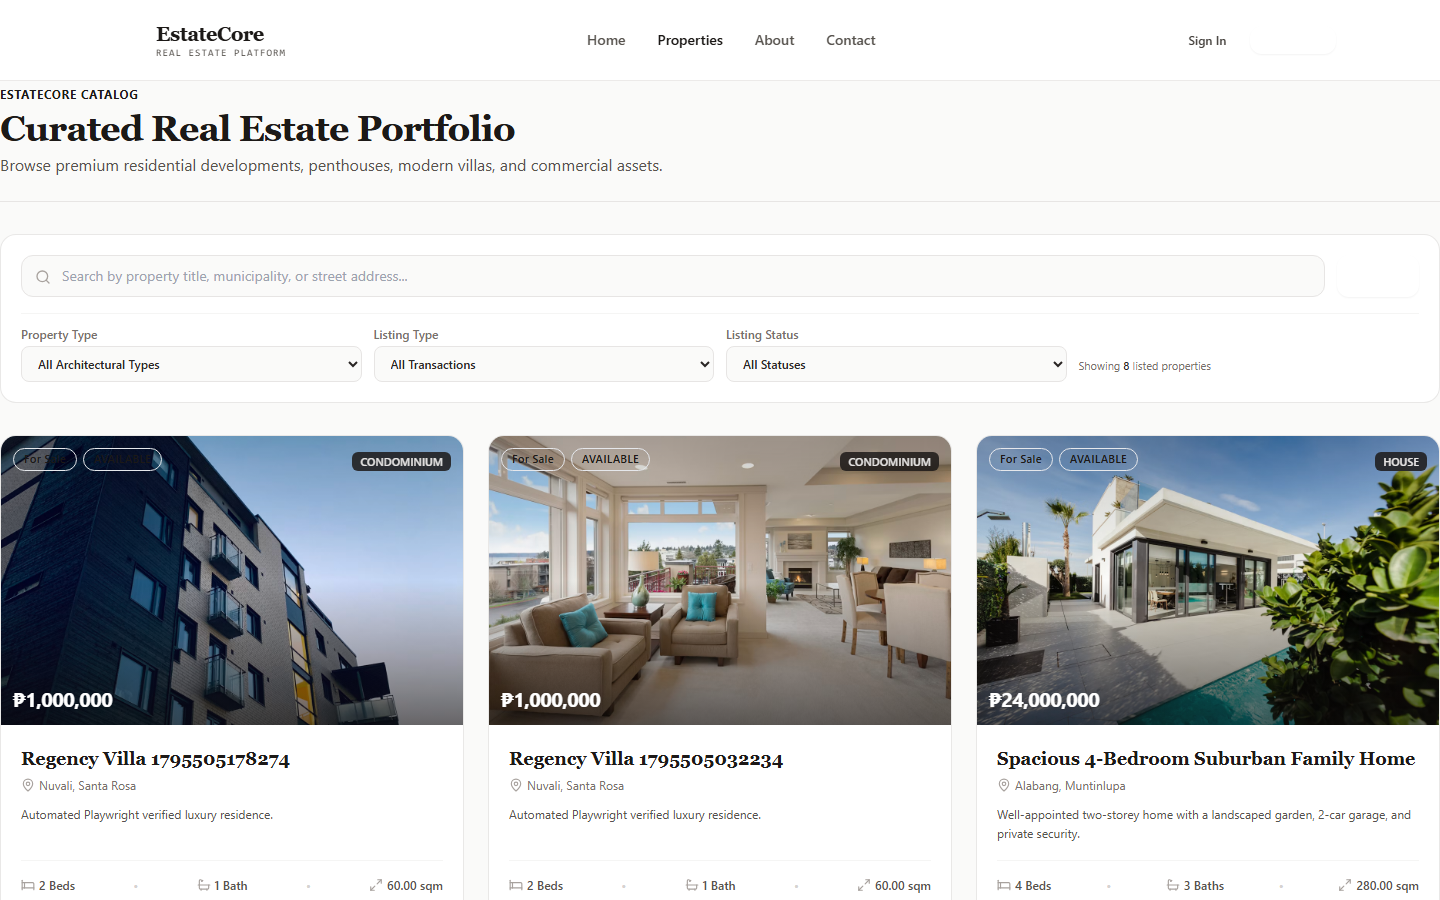 EstateCore
REAL ESTATE PLATFORM
Home
Properties
About
Contact
Sign In
ESTATECORE CATALOG
Curated Real Estate Portfolio
Browse premium residential developments, penthouses, modern villas, and commercial assets.
Search by property title, municipality, or street address...
Property Type
Listing Type
Listing Status
All Architectural Types
All Transactions
All Statuses
Showing 8 listed properties
For Sale
AVAILABLE
CONDOMINIUM
₱1,000,000
Regency Villa 1795505178274
Nuvali, Santa Rosa
Automated Playwright verified luxury residence.
2 Beds
1 Bath
60.00 sqm
For Sale
AVAILABLE
CONDOMINIUM
₱1,000,000
Regency Villa 1795505032234
Nuvali, Santa Rosa
Automated Playwright verified luxury residence.
2 Beds
1 Bath
60.00 sqm
For Sale
AVAILABLE
HOUSE
₱24,000,000
Spacious 4-Bedroom Suburban Family Home
Alabang, Muntinlupa
Well-appointed two-storey home with a landscaped garden, 2-car garage, and
private security.
4 Beds
3 Baths
280.00 sqm